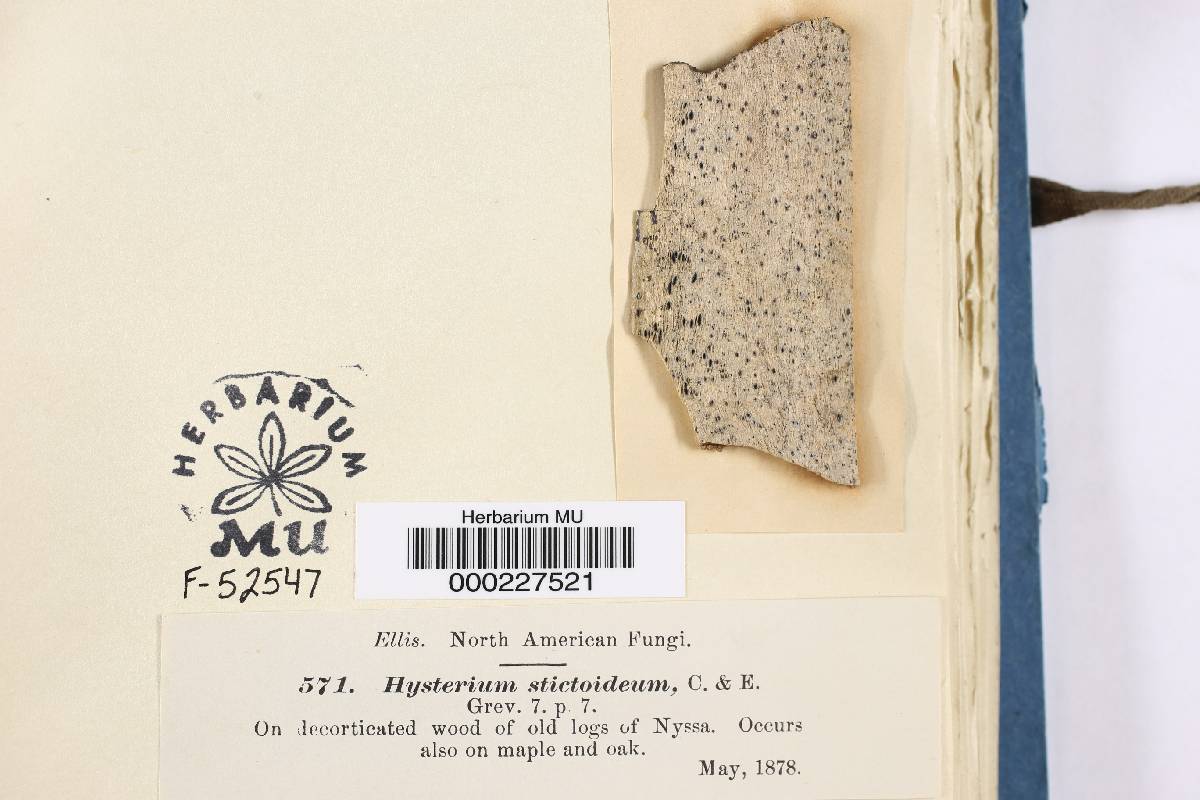 HERBARIUM
MU
F-52547
Herbarium MU
000227521
Ellis. North American Fungi.
571. Hysterium stictoideum, C. & E.
Grev. 7. p. 7.
On decorticated wood of old logs of Nyssa. Occurs
also on maple and oak.
May, 1878.